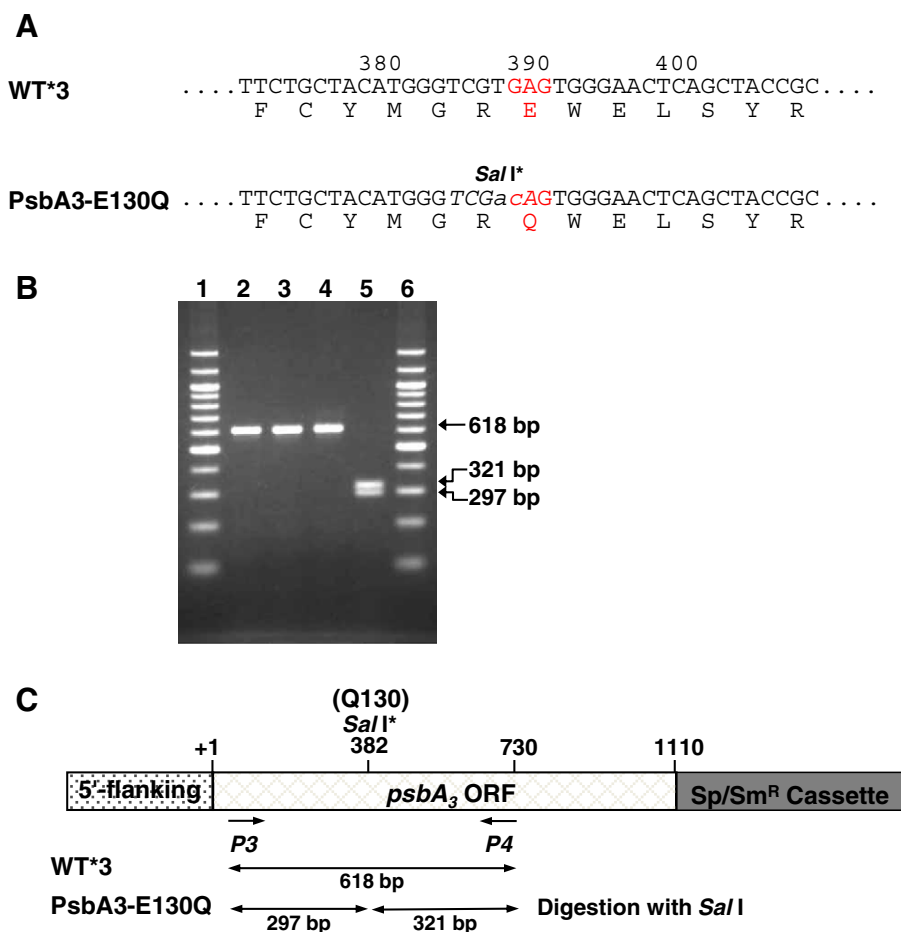 A
380 390 400
WT*3 ....TTCTGCTACATGGGTCGTGAGTGGGAACTCAGCTACCGC....
F C Y M G R E W E L S Y R
Sal I*
PsbA3-E130Q ....TTCTGCTACATGGGTCGacAGTGGGAACTCAGCTACCGC....
F C Y M G R Q W E L S Y R
B
1 2 3 4 5 6
618 bp
321 bp
297 bp
C
(Q130)
Sal I*
+1 382 730 1110
5'-flanking psbA3 ORF Sp/SmR Cassette
P3 P4
WT*3
618 bp
PsbA3-E130Q Digestion with Sal I
297 bp 321 bp